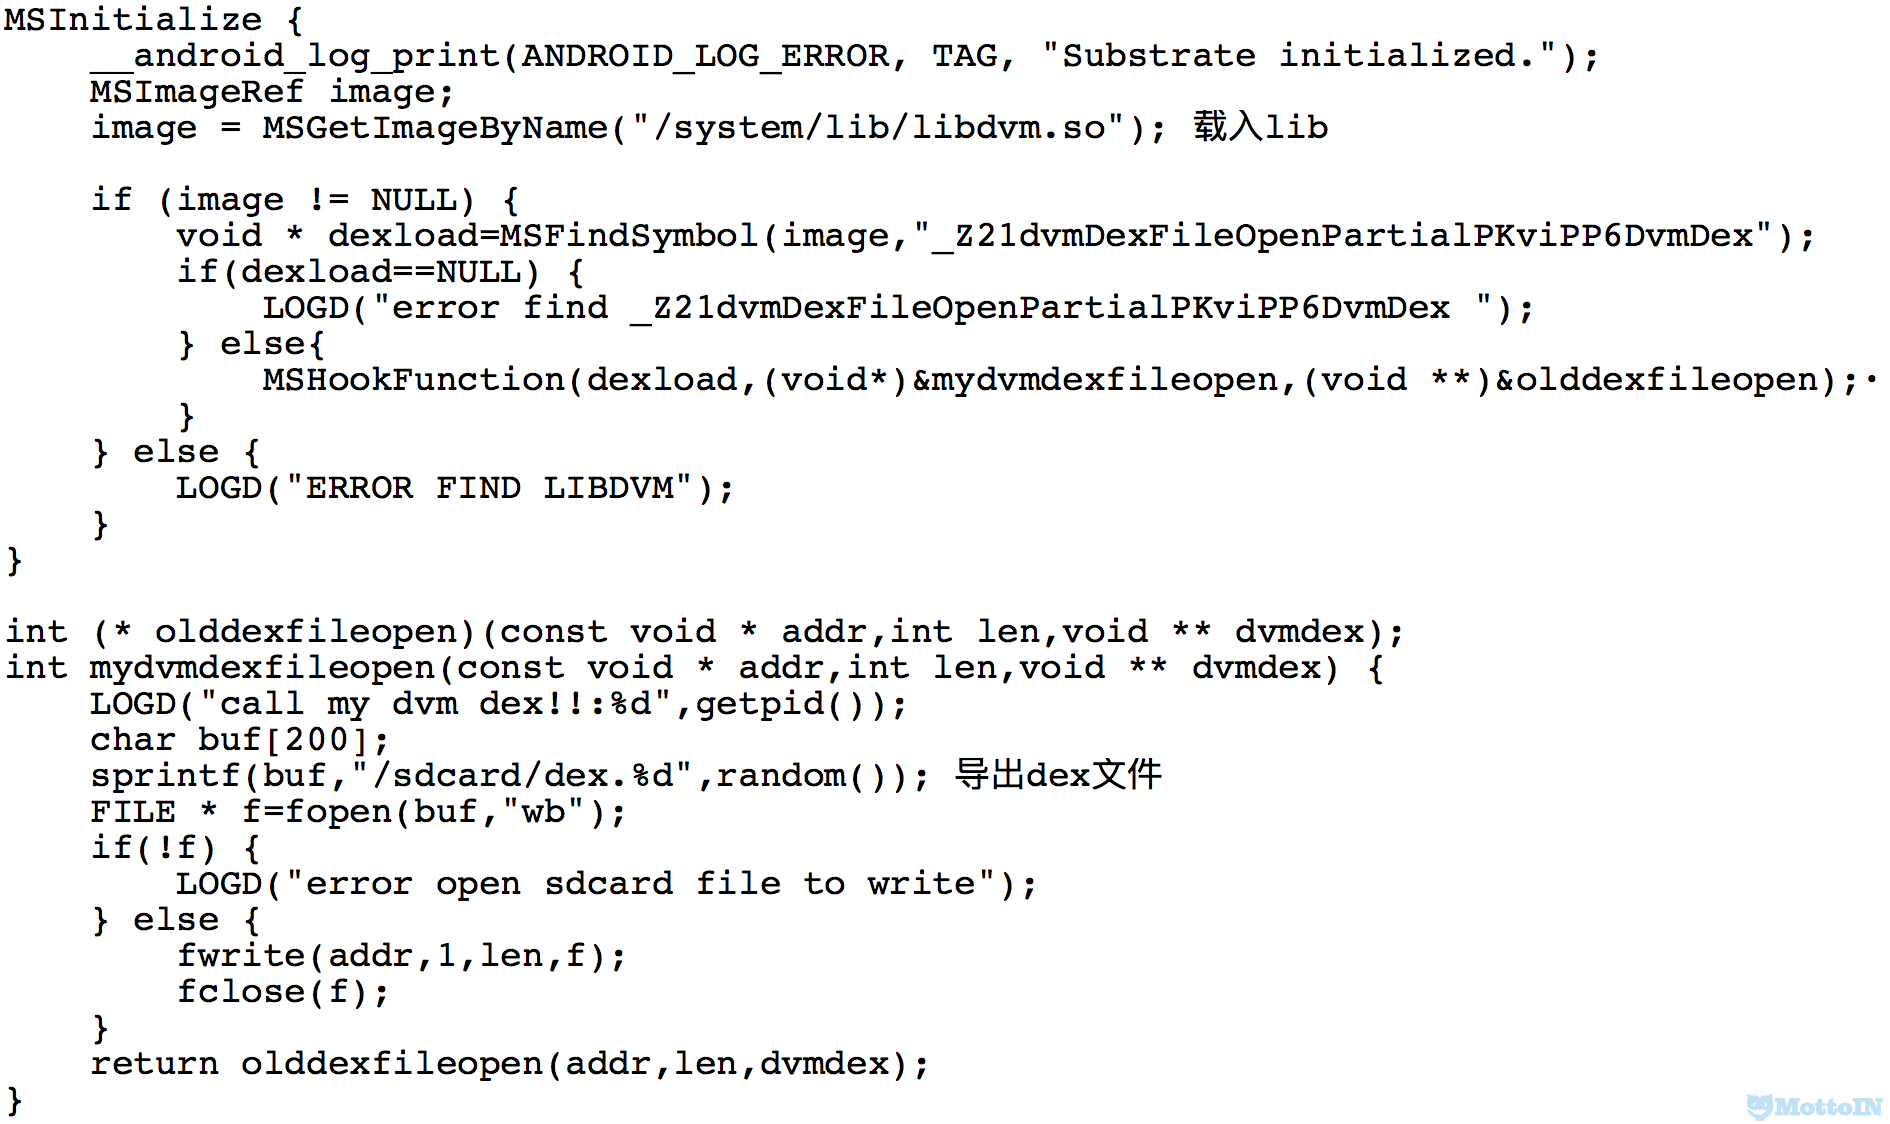 MSInitialize {
    __android_log_print(ANDROID_LOG_ERROR, TAG, "Substrate initialized.");
    MSImageRef image;
    image = MSGetImageByName("/system/lib/libdvm.so"); 载入lib

    if (image != NULL) {
        void * dexload=MSFindSymbol(image,"_Z21dvmDexFileOpenPartialPKviPP6DvmDex");
        if(dexload==NULL) {
            LOGD("error find _Z21dvmDexFileOpenPartialPKviPP6DvmDex ");
        } else{
            MSHookFunction(dexload,(void*)&mydvmdexfileopen,(void **)&olddexfileopen);·
        }
    } else {
        LOGD("ERROR FIND LIBDVM");
    }
}

int (* olddexfileopen)(const void * addr,int len,void ** dvmdex);
int mydvmdexfileopen(const void * addr,int len,void ** dvmdex) {
    LOGD("call my dvm dex!!:%d",getpid());
    char buf[200];
    sprintf(buf,"/sdcard/dex.%d",random()); 导出dex文件
    FILE * f=fopen(buf,"wb");
    if(!f) {
        LOGD("error open sdcard file to write");
    } else {
        fwrite(addr,1,len,f);
        fclose(f);
    }
    return olddexfileopen(addr,len,dvmdex);
}
MottoIN